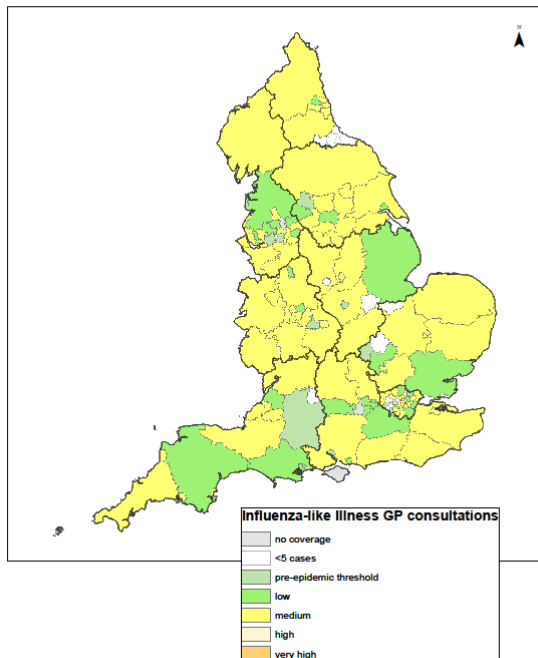 N
Influenza-like Illness GP consultations
no coverage
<5 cases
pre-epidemic threshold
low
medium
high
very high